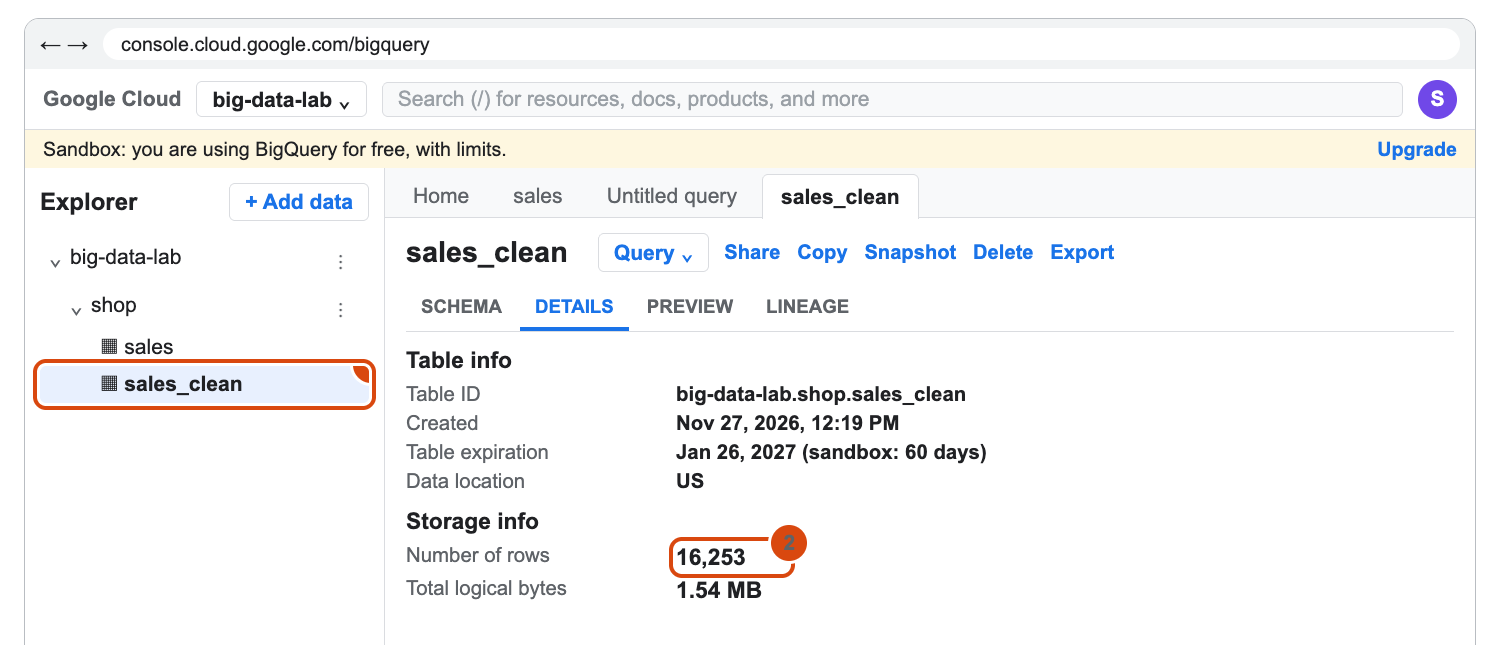 ←→ console.cloud.google.com/bigquery
Google Cloud big-data-lab Search (/) for resources, docs, products, and more S
Sandbox: you are using BigQuery for free, with limits. Upgrade
Explorer + Add data
big-data-lab
shop
sales
sales_clean
Home sales Untitled query sales_clean
sales_clean Query Share Copy Snapshot Delete Export
SCHEMA DETAILS PREVIEW LINEAGE
Table info
Table ID big-data-lab.shop.sales_clean
Created Nov 27, 2026, 12:19 PM
Table expiration Jan 26, 2027 (sandbox: 60 days)
Data location US
Storage info
Number of rows 16,253 2
Total logical bytes 1.54 MB